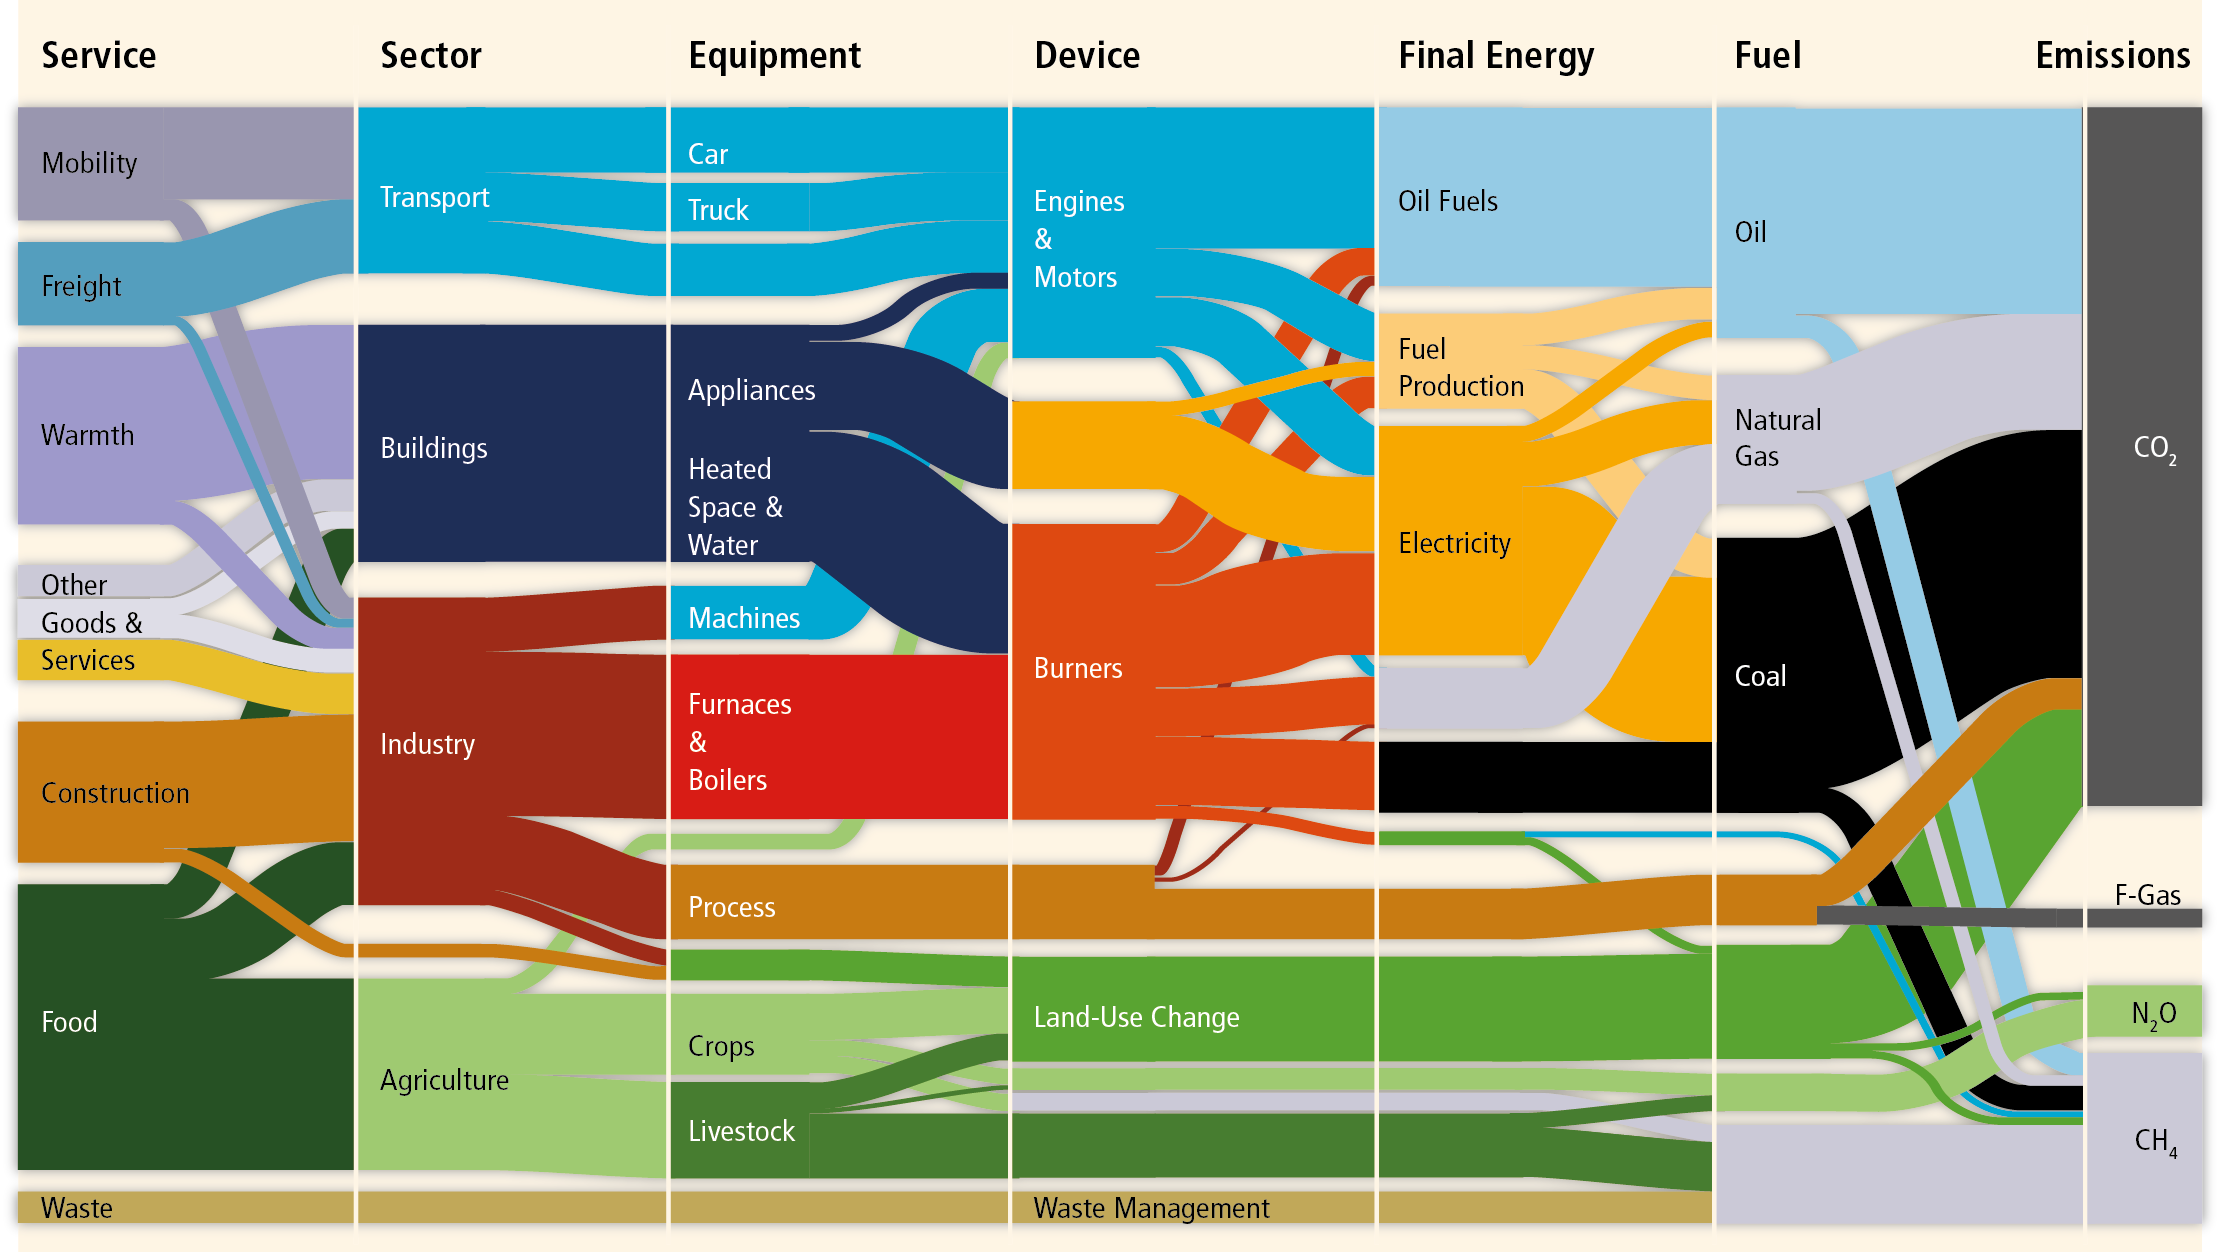 Service
Sector
Equipment
Device
Final Energy
Fuel
Emissions
Mobility
Freight
Warmth
Other
Goods &
Services
Construction
Food
Waste
Transport
Buildings
Industry
Agriculture
Car
Truck
Appliances
Heated
Space &
Water
Machines
Furnaces
&
Boilers
Process
Crops
Livestock
Engines
&
Motors
Burners
Land-Use Change
Waste Management
Oil Fuels
Fuel
Production
Electricity
Oil
Natural
Gas
Coal
CO₂
F-Gas
N₂O
CH₄